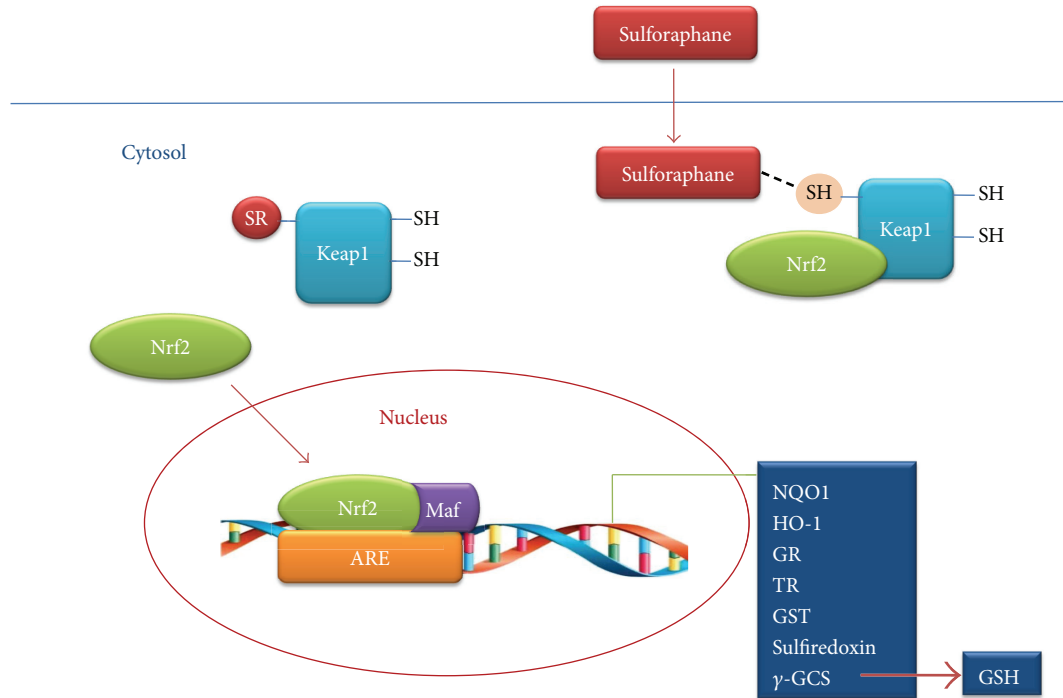 Sulforaphane
Cytosol
Sulforaphane
SH
Keap1
SH
SH
Nrf2
SR
Keap1
SH
SH
Nrf2
Nucleus
Nrf2
Maf
ARE
NQO1
HO-1
GR
TR
GST
Sulfiredoxin
γ-GCS
GSH